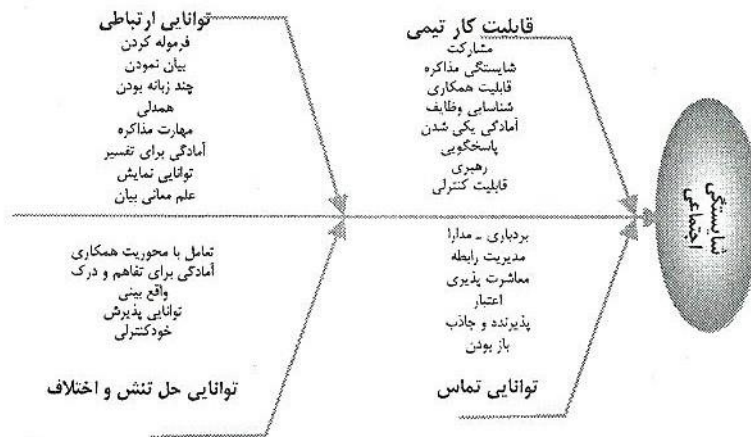 قابلیت کار تیمی
مشارکت
شایستگی مذاکره
قابلیت همکاری
شناسایی وظایف
آمادگی یکی شدن
پاسخگویی
رهبری
قابلیت کنترلی
توانایی ارتباطی
فرموله کردن
بیان نمودن
چند زبانه بودن
همدلی
مهارت مذاکره
آمادگی برای تفسیر
توانایی نمایش
علم معانی بیان
شایستگی
اجتماعی
بردباری - مدارا
مدیریت رابطه
معاشرت پذیری
اعتبار
پذیرنده و جاذب
باز بودن
توانایی تماس
تعامل با محوریت همکاری
آمادگی برای تفاهم و درک
واقع بینی
توانایی پذیرش
خودکنترلی
توانایی حل تنش و اختلاف